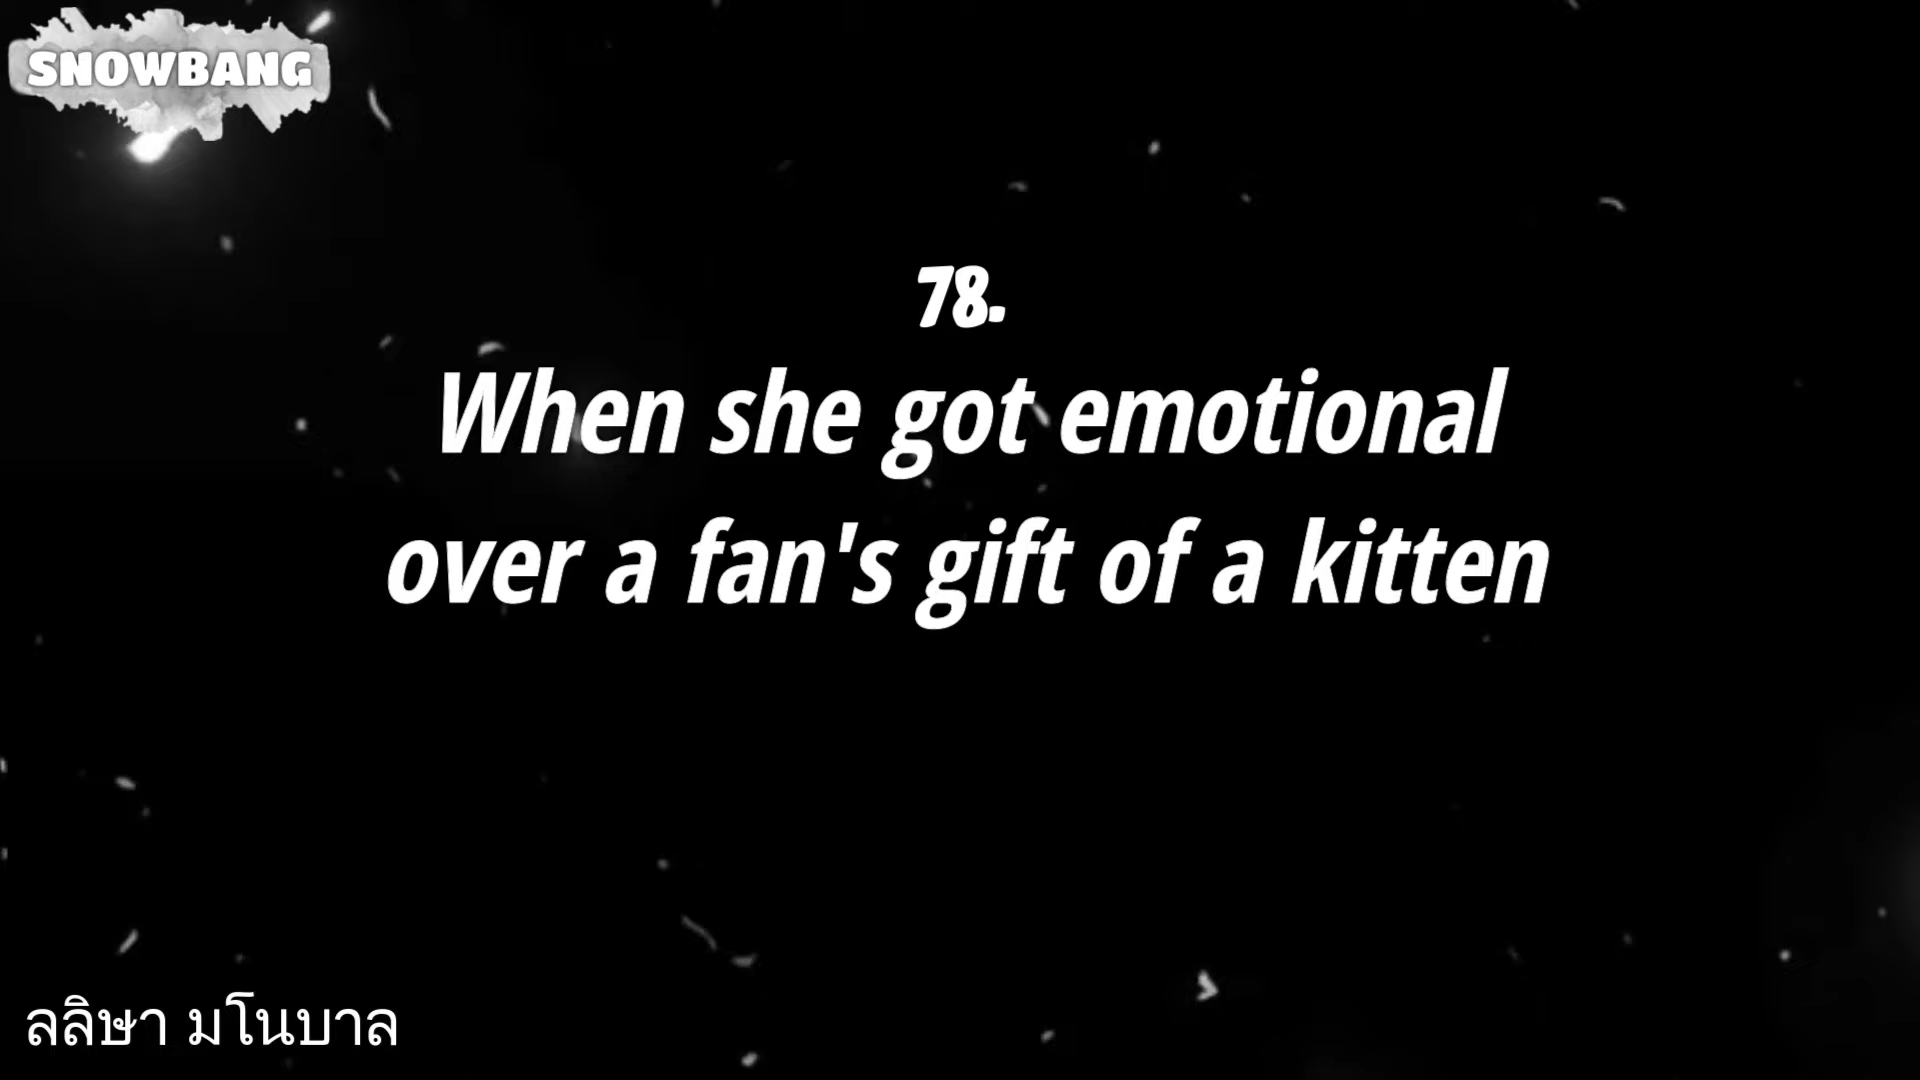 SNOWBANG
78.
When she got emotional
over a fan's gift of a kitten
ลลิษา มโนบาล